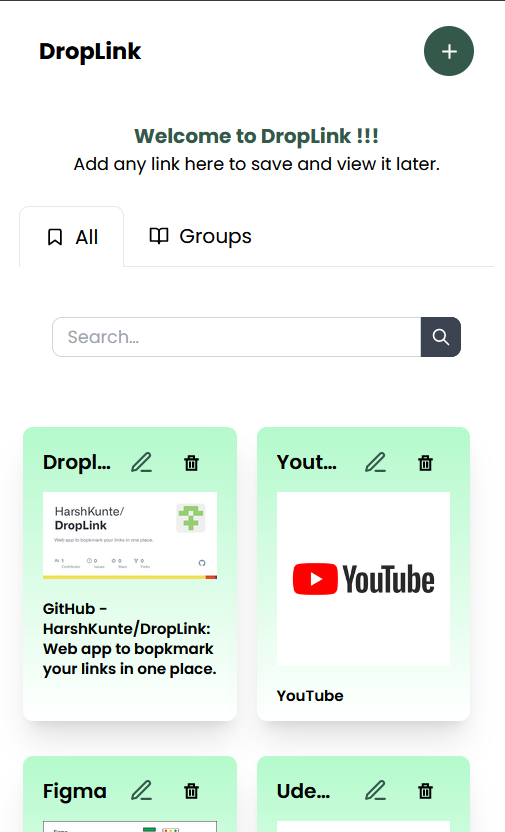 DropLink
Welcome to DropLink !!!
Add any link here to save and view it later.
All
Groups
Search...
Dropl...
Yout...
HarshKunte/
DropLink
Web app to bopkmark your links in one place.
1
0
0
0
Contributor
Issues
Stars
Forks
YouTube
GitHub -
HarshKunte/DropLink:
Web app to bopkmark
your links in one place.
YouTube
Figma
Ude...